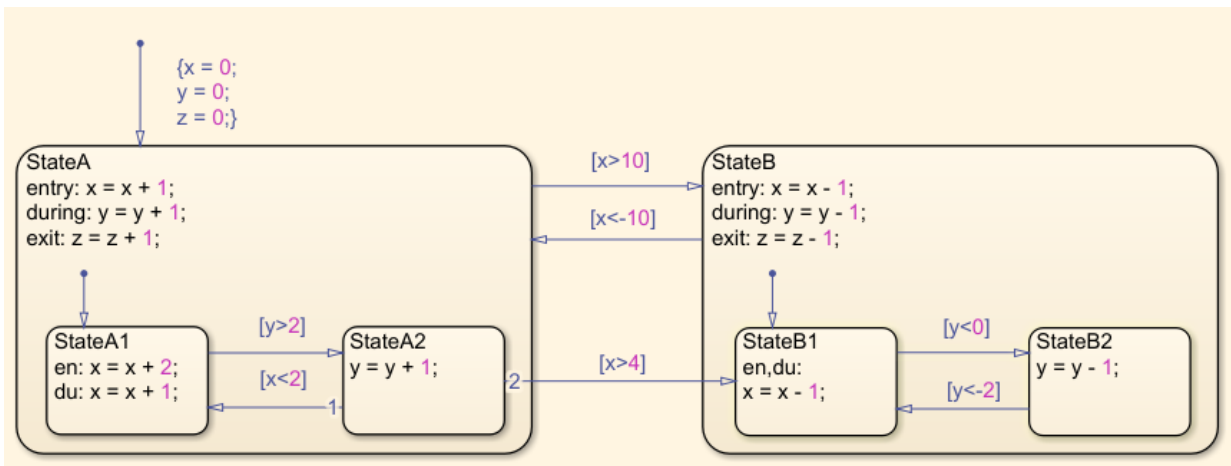 {x = 0;
y = 0;
z = 0;}
StateA
entry: x = x + 1;
during: y = y + 1;
exit: z = z + 1;
[x>10]
[x<-10]
StateB
entry: x = x - 1;
during: y = y - 1;
exit: z = z - 1;
StateA1
en: x = x + 2;
du: x = x + 1;
[y>2]
[x<2]
1
StateA2
y = y + 1;
2
[x>4]
StateB1
en,du:
x = x - 1;
[y<0]
[y<-2]
StateB2
y = y - 1;